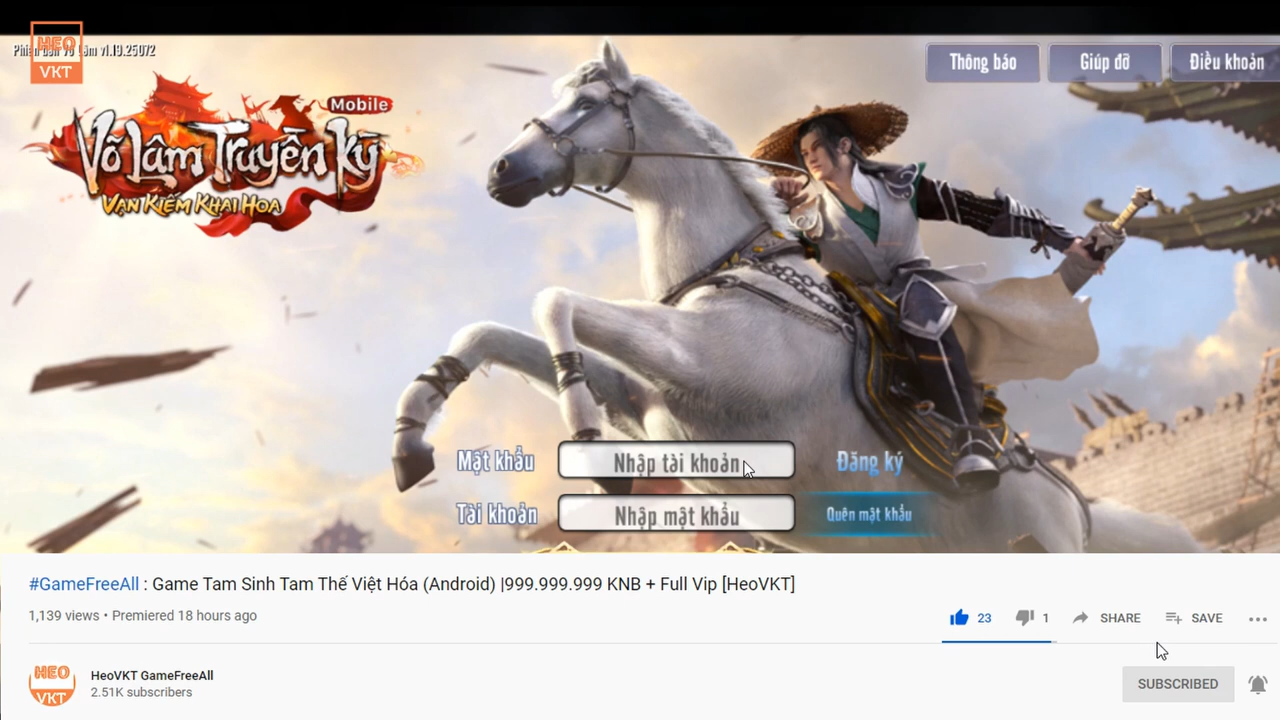 HEO
VKT
Phiên bản Võ Lâm v1.19.25072
Thông báo
Giúp đỡ
Điều khoản
Mobile
Võ Lâm Truyền Kỳ
VẠN KIẾM KHAI HOA
Mật khẩu
Nhập tài khoản
Đăng ký
Tài khoản
Nhập mật khẩu
Quên mật khẩu
#GameFreeAll : Game Tam Sinh Tam Thế Việt Hóa (Android) |999.999.999 KNB + Full Vip [HeoVKT]
1,139 views • Premiered 18 hours ago
23
1
SHARE
SAVE
HEO
VKT
HeoVKT GameFreeAll
2.51K subscribers
SUBSCRIBED